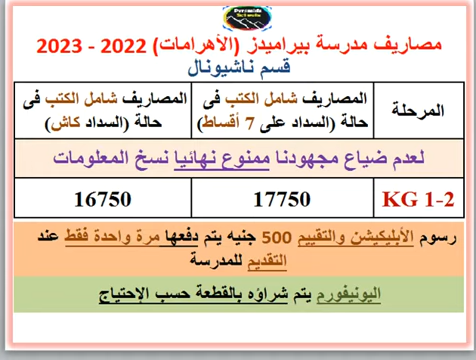 Pyramids
Schools
مصاريف مدرسة بيراميدز (الأهرامات) 2022 - 2023
قسم ناشيونال
المرحلة
المصاريف شامل الكتب فى
حالة (السداد على 7 أقساط)
المصاريف شامل الكتب فى
حالة (السداد كاش)
لعدم ضياع مجهودنا ممنوع نهائيا نسخ المعلومات
KG 1-2
17750
16750
رسوم الأبليكيشن والتقييم 500 جنيه يتم دفعها مرة واحدة فقط عند
التقديم للمدرسة
اليونيفورم يتم شراؤه بالقطعة حسب الإحتياج